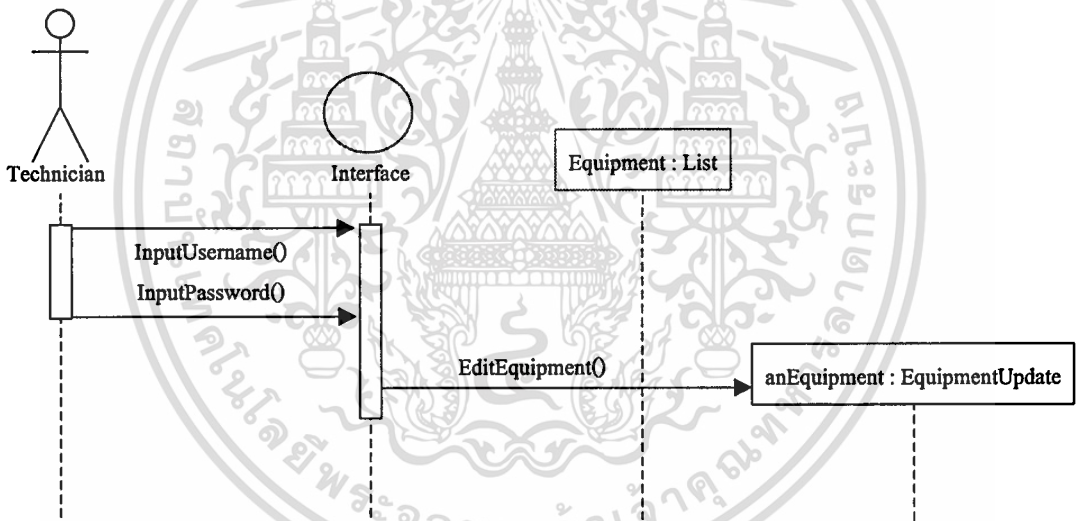 Technician
Interface
Equipment : List
InputUsername()
InputPassword()
EditEquipment()
anEquipment : EquipmentUpdate